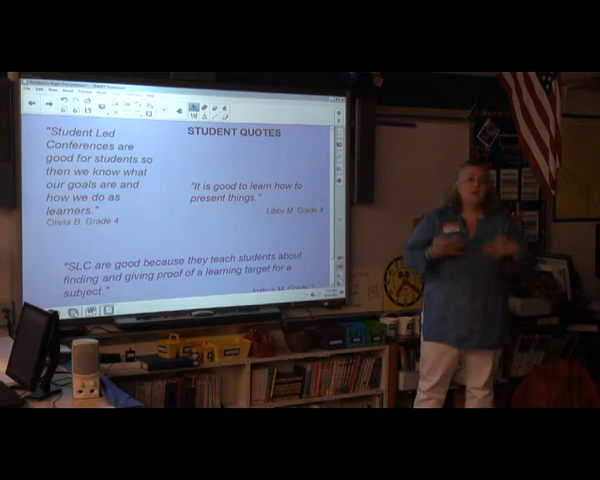 STUDENT QUOTES
"Student Led
Conferences are
good for students so
then we know what
our goals are and
how we do as
learners."
Olivia B. Grade 4
"It is good to learn how to
present things."
Libby M. Grade 4
"SLC are good because they teach students about
finding and giving proof of a learning target for a
subject."